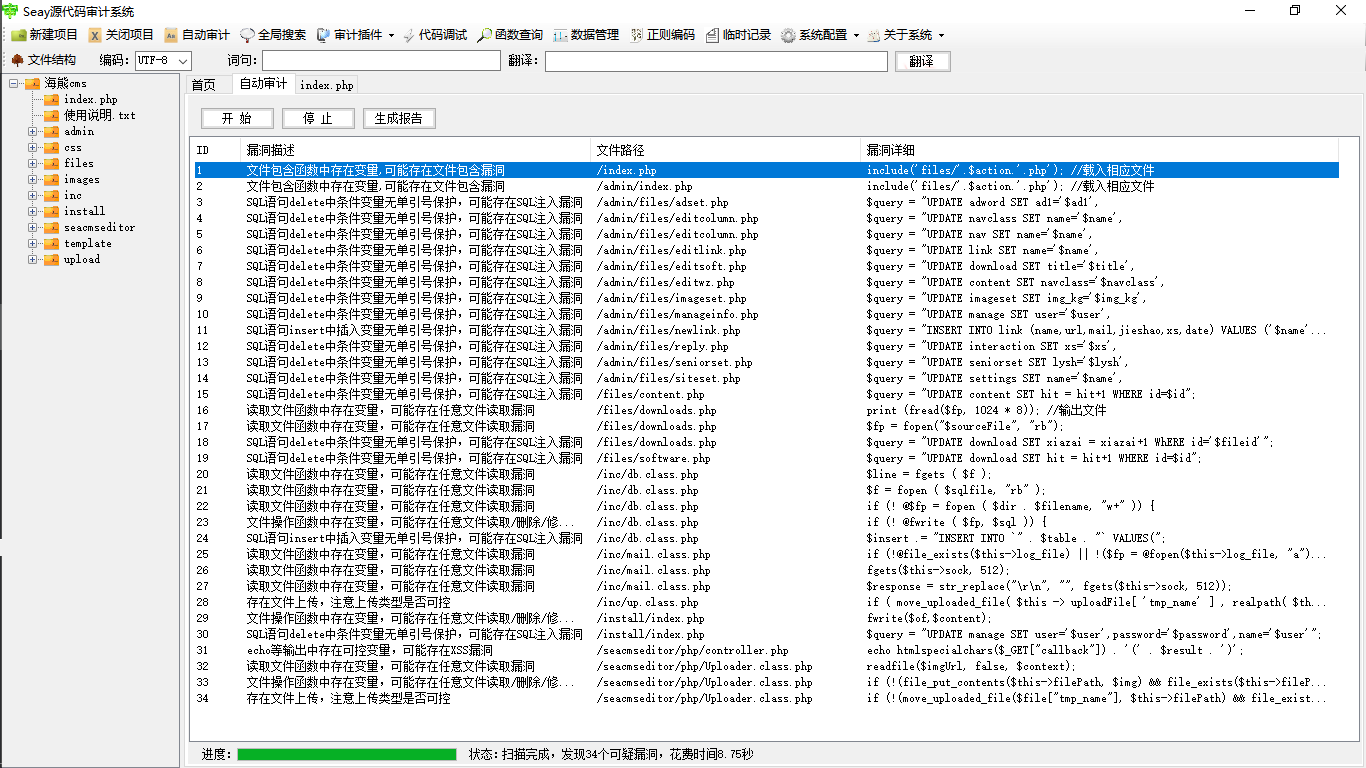 Seay源代码审计系统
新建项目 关闭项目 自动审计 全局搜索 审计插件 代码调试 函数查询 数据管理 正则编码 临时记录 系统配置 关于系统
文件结构 编码: UTF-8 词句: 翻译: 翻译
海熊cms
index.php
使用说明.txt
admin
css
files
images
inc
install
seacmseditor
template
upload
首页 自动审计 index.php
开 始 停 止 生成报告
ID 漏洞描述 文件路径 漏洞详细
1 文件包含函数中存在变量,可能存在文件包含漏洞 /index.php include('files/'.$action.'.php'); //载入相应文件
2 文件包含函数中存在变量,可能存在文件包含漏洞 /admin/index.php include('files/'.$action.'.php'); //载入相应文件
3 SQL语句delete中条件变量无单引号保护，可能存在SQL注入漏洞 /admin/files/adset.php $query = "UPDATE adword SET ad1='$ad1',
4 SQL语句delete中条件变量无单引号保护，可能存在SQL注入漏洞 /admin/files/editcolumn.php $query = "UPDATE navclass SET name='$name',
5 SQL语句delete中条件变量无单引号保护，可能存在SQL注入漏洞 /admin/files/editcolumn.php $query = "UPDATE nav SET name='$name',
6 SQL语句delete中条件变量无单引号保护，可能存在SQL注入漏洞 /admin/files/editlink.php $query = "UPDATE link SET name='$name',
7 SQL语句delete中条件变量无单引号保护，可能存在SQL注入漏洞 /admin/files/editsoft.php $query = "UPDATE download SET title='$title',
8 SQL语句delete中条件变量无单引号保护，可能存在SQL注入漏洞 /admin/files/editwz.php $query = "UPDATE content SET navclass='$navclass',
9 SQL语句delete中条件变量无单引号保护，可能存在SQL注入漏洞 /admin/files/imageset.php $query = "UPDATE imageset SET img_kg='$img_kg',
10 SQL语句delete中条件变量无单引号保护，可能存在SQL注入漏洞 /admin/files/manageinfo.php $query = "UPDATE manage SET user='$user',
11 SQL语句insert中插入变量无单引号保护，可能存在SQL注入漏洞 /admin/files/newlink.php $query = "INSERT INTO link (name,url,mail,jieshao,xs,date) VALUES ('$name'...
12 SQL语句delete中条件变量无单引号保护，可能存在SQL注入漏洞 /admin/files/reply.php $query = "UPDATE interaction SET xs='$xs',
13 SQL语句delete中条件变量无单引号保护，可能存在SQL注入漏洞 /admin/files/seniorset.php $query = "UPDATE seniorset SET lysh='$lysh',
14 SQL语句delete中条件变量无单引号保护，可能存在SQL注入漏洞 /admin/files/siteset.php $query = "UPDATE settings SET name='$name',
15 SQL语句delete中条件变量无单引号保护，可能存在SQL注入漏洞 /files/content.php $query = "UPDATE content SET hit = hit+1 WHERE id=$id";
16 读取文件函数中存在变量，可能存在任意文件读取漏洞 /files/downloads.php print (fread($fp, 1024 * 8)); //输出文件
17 读取文件函数中存在变量，可能存在任意文件读取漏洞 /files/downloads.php $fp = fopen("$sourceFile", "rb");
18 SQL语句delete中条件变量无单引号保护，可能存在SQL注入漏洞 /files/downloads.php $query = "UPDATE download SET xiazai = xiazai+1 WhERE id='$fileid'";
19 SQL语句delete中条件变量无单引号保护，可能存在SQL注入漏洞 /files/software.php $query = "UPDATE download SET hit = hit+1 WHERE id=$id";
20 读取文件函数中存在变量，可能存在任意文件读取漏洞 /inc/db.class.php $line = fgets ( $f );
21 读取文件函数中存在变量，可能存在任意文件读取漏洞 /inc/db.class.php $f = fopen ( $sqlfile, "rb" );
22 读取文件函数中存在变量，可能存在任意文件读取漏洞 /inc/db.class.php if (! @$fp = fopen ( $dir . $filename, "w+" )) {
23 文件操作函数中存在变量，可能存在任意文件读取/删除/修... /inc/db.class.php if (! @fwrite ( $fp, $sql )) {
24 SQL语句insert中插入变量无单引号保护，可能存在SQL注入漏洞 /inc/db.class.php $insert .= "INSERT INTO `" . $table . "` VALUES(";
25 读取文件函数中存在变量，可能存在任意文件读取漏洞 /inc/mail.class.php if (!@file_exists($this->log_file) || !($fp = @fopen($this->log_file, "a")...
26 读取文件函数中存在变量，可能存在任意文件读取漏洞 /inc/mail.class.php fgets($this->sock, 512);
27 读取文件函数中存在变量，可能存在任意文件读取漏洞 /inc/mail.class.php $response = str_replace("\r\n", "", fgets($this->sock, 512));
28 存在文件上传，注意上传类型是否可控 /inc/up.class.php if ( move_uploaded_file( $this -> uploadFile[ 'tmp_name' ] , realpath( $th...
29 文件操作函数中存在变量，可能存在任意文件读取/删除/修... /install/index.php fwrite($of,$content);
30 SQL语句delete中条件变量无单引号保护，可能存在SQL注入漏洞 /install/index.php $query = "UPDATE manage SET user='$user',password='$password',name='$user'";
31 echo等输出中存在可控变量，可能存在XSS漏洞 /seacmseditor/php/controller.php echo htmlspecialchars($_GET["callback"]) . '(' . $result . ')';
32 读取文件函数中存在变量，可能存在任意文件读取漏洞 /seacmseditor/php/Uploader.class.php readfile($imgUrl, false, $context);
33 文件操作函数中存在变量，可能存在任意文件读取/删除/修... /seacmseditor/php/Uploader.class.php if (!(file_put_contents($this->filePath, $img) && file_exists($this->fileP...
34 存在文件上传，注意上传类型是否可控 /seacmseditor/php/Uploader.class.php if (!(move_uploaded_file($file["tmp_name"], $this->filePath) && file_exist...
进度: 状态:扫描完成，发现34个可疑漏洞，花费时间8.75秒